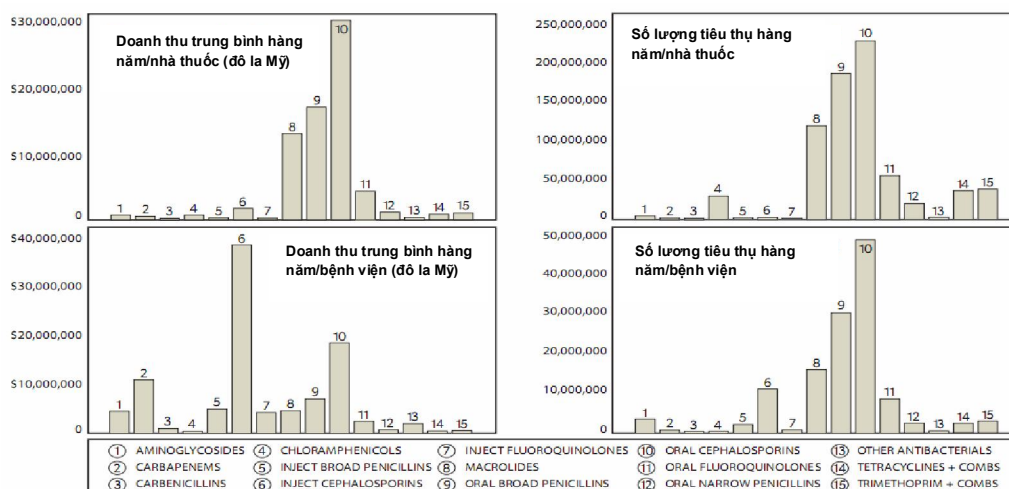 Doanh thu trung bình hàng
năm/nhà thuốc (đô la Mỹ)
$30,000,000
$20,000,000
$10,000,000
0
1 2 3 4 5 6 7 8 9 10 11 12 13 14 15
Số lượng tiêu thụ hàng
năm/nhà thuốc
250,000,000
200,000,000
150,000,000
100,000,000
50,000,000
0
1 2 3 4 5 6 7 8 9 10 11 12 13 14 15
Doanh thu trung bình hàng
năm/bệnh viện (đô la Mỹ)
$40,000,000
$30,000,000
$20,000,000
$10,000,000
0
1 2 3 4 5 6 7 8 9 10 11 12 13 14 15
Số lương tiêu thụ hàng
năm/bệnh viện
50,000,000
40,000,000
30,000,000
20,000,000
10,000,000
0
1 2 3 4 5 6 7 8 9 10 11 12 13 14 15
1 AMINOGLYCOSIDES 4 CHLORAMPHENICOLS 7 INJECT FLUOROQUINOLONES 10 ORAL CEPHALOSPORINS 13 OTHER ANTIBACTERIALS
2 CARBAPENEMS 5 INJECT BROAD PENICILLINS 8 MACROLIDES 11 ORAL FLUOROQUINOLONES 14 TETRACYCLINES + COMBS
3 CARBENICILLINS 6 INJECT CEPHALOSPORINS 9 ORAL BROAD PENICILLINS 12 ORAL NARROW PENICILLINS 15 TRIMETHOPRIM + COMBS